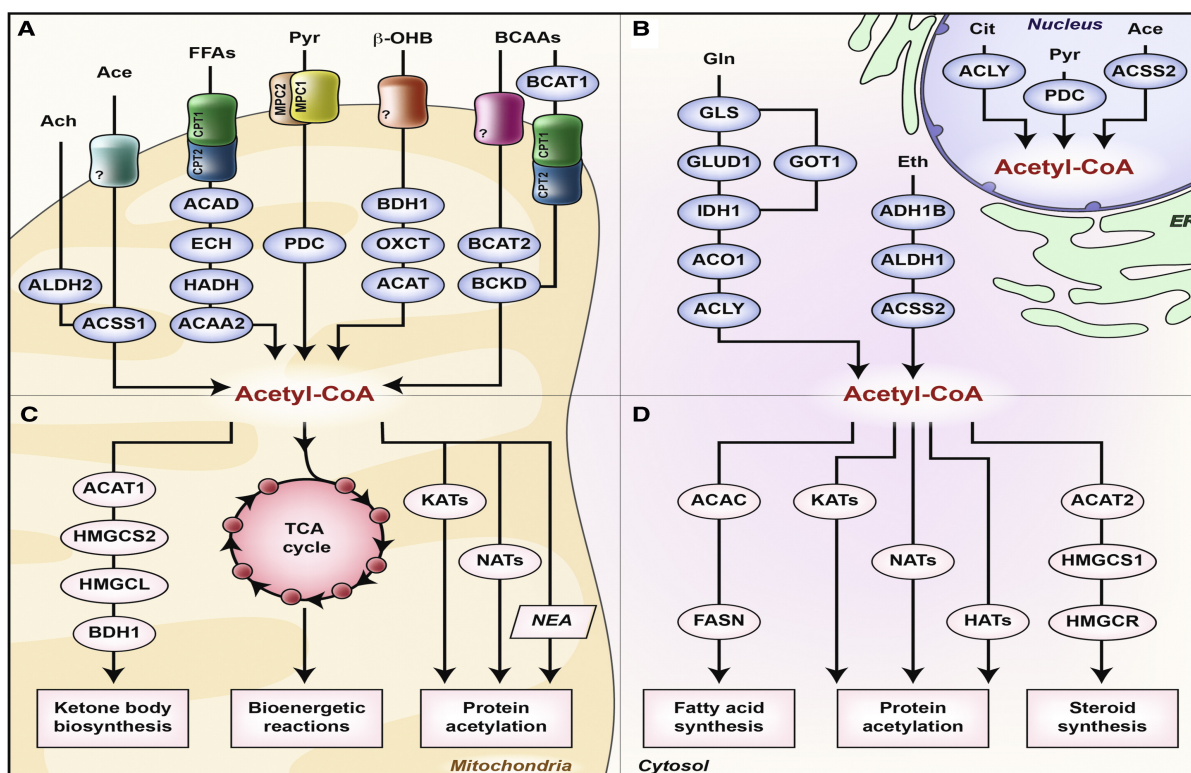 A
Ach
Ace
FFAs
Pyr
β-OHB
BCAAs
?
CPT1
CPT2
MPC2
MPC1
?
?
BCAT1
CPT1
CPT2
ALDH2
ACSS1
ACAD
ECH
HADH
ACAA2
PDC
BDH1
OXCT
ACAT
BCAT2
BCKD
Acetyl-CoA
B
Gln
GLS
GLUD1
GOT1
IDH1
ACO1
ACLY
Eth
ADH1B
ALDH1
ACSS2
Nucleus
Cit
ACLY
Pyr
PDC
Ace
ACSS2
Acetyl-CoA
ER
Acetyl-CoA
C
ACAT1
HMGCS2
HMGCL
BDH1
TCA
cycle
KATs
NATs
NEA
Ketone body
biosynthesis
Bioenergetic
reactions
Protein
acetylation
Mitochondria
D
ACAC
FASN
KATs
NATs
HATs
ACAT2
HMGCS1
HMGCR
Fatty acid
synthesis
Protein
acetylation
Steroid
synthesis
Cytosol